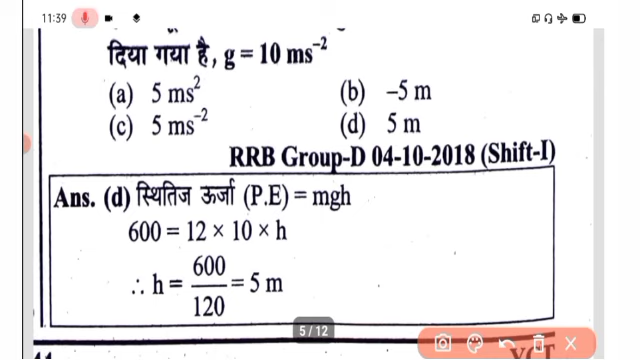 11:39
दिया गया है, g = 10 ms⁻²
(a) 5 ms² (b) –5 m
(c) 5 ms⁻² (d) 5 m
RRB Group-D 04-10-2018 (Shift-I)
Ans. (d) स्थितिज ऊर्जा (P.E) = mgh
600 = 12 × 10 × h
∴ h = 600/120 = 5 m
5 / 12
YCT